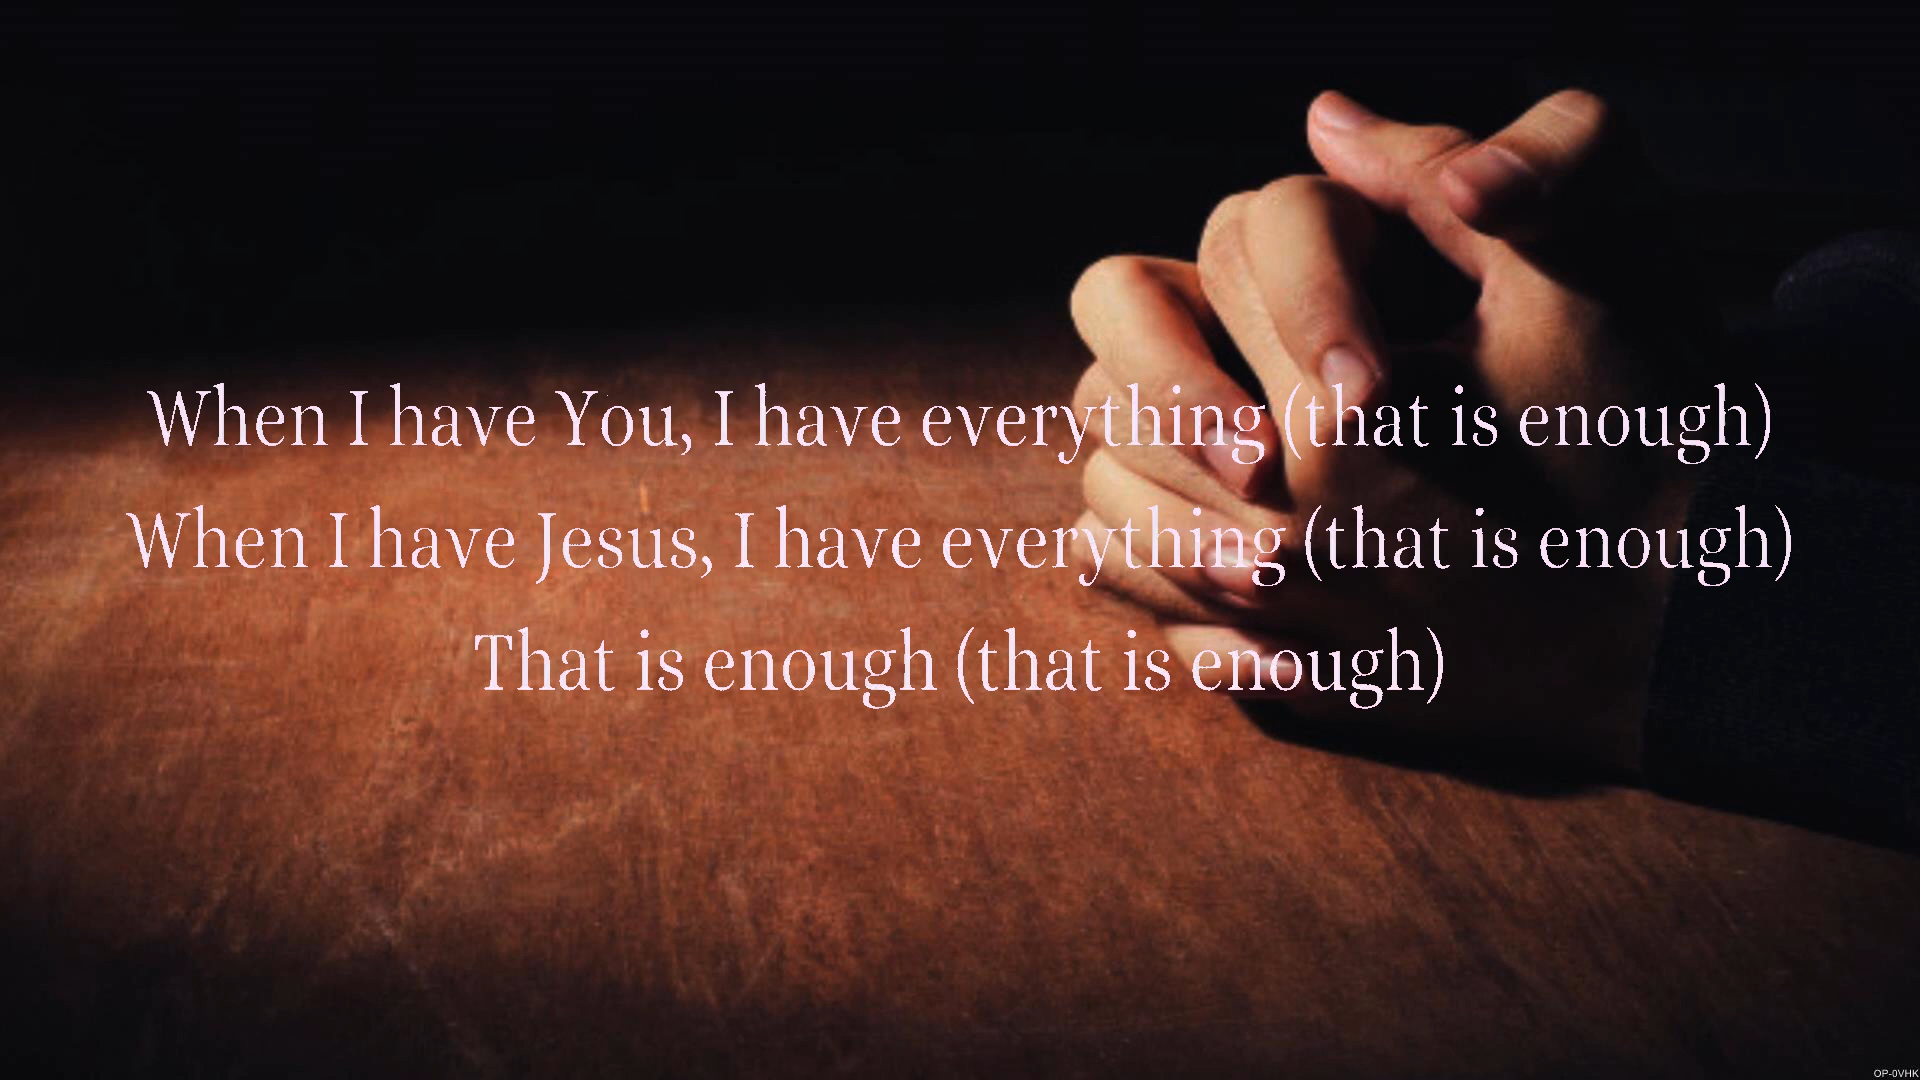 When I have You, I have everything (that is enough)
When I have Jesus, I have everything (that is enough)
That is enough (that is enough)
OP-0VHK